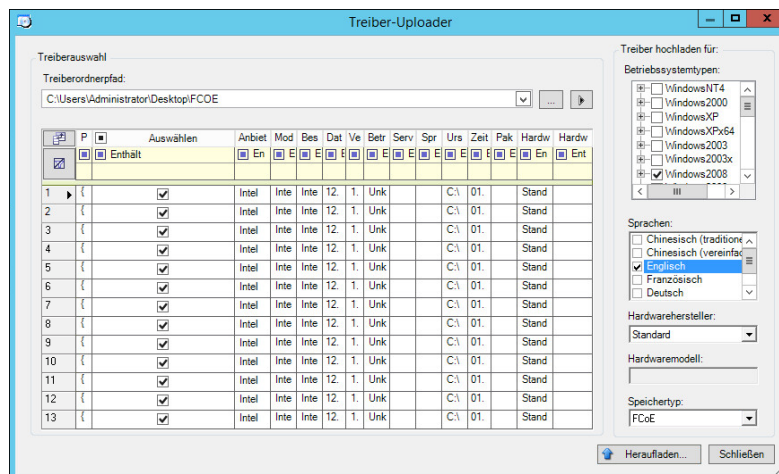 Treiber-Uploader
Treiberauswahl
Treiberordnerpfad:
C:\Users\Administrator\Desktop\FCOE
...
P Auswählen Anbiet Mod Bes Dat Ve Betr Serv Spr Urs Zeit Pak Hardw Hardw
Enthält En E E E E E E E E E En Ent
1 { Intel Inte Inte 12. 1. Unk C:\ 01. Stand
2 { Intel Inte Inte 12. 1. Unk C:\ 01. Stand
3 { Intel Inte Inte 12. 1. Unk C:\ 01. Stand
4 { Intel Inte Inte 12. 1. Unk C:\ 01. Stand
5 { Intel Inte Inte 12. 1. Unk C:\ 01. Stand
6 { Intel Inte Inte 12. 1. Unk C:\ 01. Stand
7 { Intel Inte Inte 12. 1. Unk C:\ 01. Stand
8 { Intel Inte Inte 12. 1. Unk C:\ 01. Stand
9 { Intel Inte Inte 12. 1. Unk C:\ 01. Stand
10 { Intel Inte Inte 12. 1. Unk C:\ 01. Stand
11 { Intel Inte Inte 12. 1. Unk C:\ 01. Stand
12 { Intel Inte Inte 12. 1. Unk C:\ 01. Stand
13 { Intel Inte Inte 12. 1. Unk C:\ 01. Stand
Treiber hochladen für:
Betriebssystemtypen:
WindowsNT4
Windows2000
WindowsXP
WindowsXPx64
Windows2003
Windows2003x
Windows2008
Sprachen:
Chinesisch (traditione
Chinesisch (vereinfac
Englisch
Französisch
Deutsch
Hardwarehersteller:
Standard
Hardwaremodell:
Speichertyp:
FCoE
Heraufladen...
Schließen